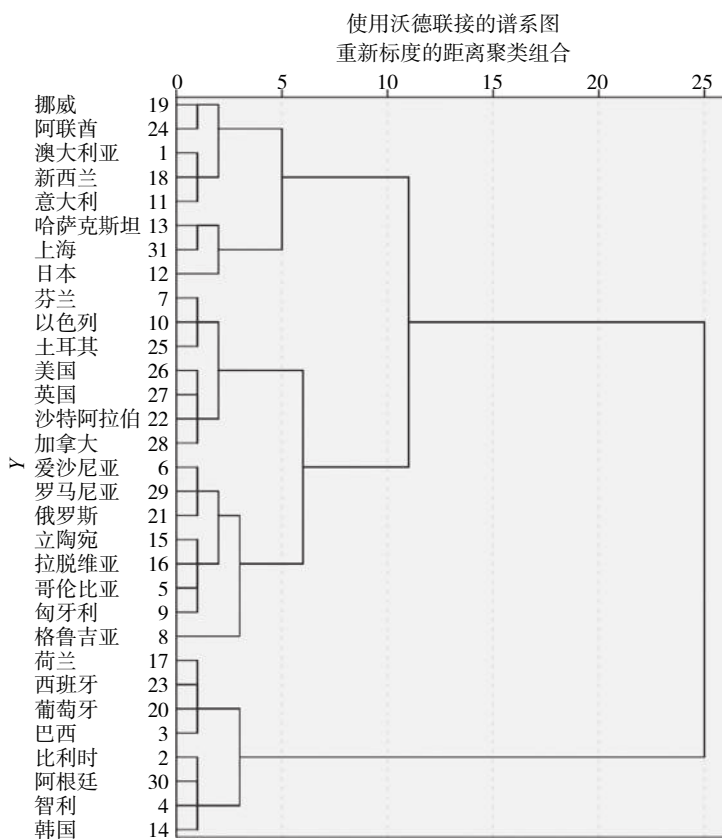 使用沃德联接的谱系图
重新标度的距离聚类组合
0 5 10 15 20 25
挪威 19
阿联酋 24
澳大利亚 1
新西兰 18
意大利 11
哈萨克斯坦 13
上海 31
日本 12
芬兰 7
以色列 10
土耳其 25
美国 26
英国 27
沙特阿拉伯 22
加拿大 28
爱沙尼亚 6
罗马尼亚 29
俄罗斯 21
立陶宛 15
拉脱维亚 16
哥伦比亚 5
匈牙利 9
格鲁吉亚 8
荷兰 17
西班牙 23
葡萄牙 20
巴西 3
比利时 2
阿根廷 30
智利 4
韩国 14
Y